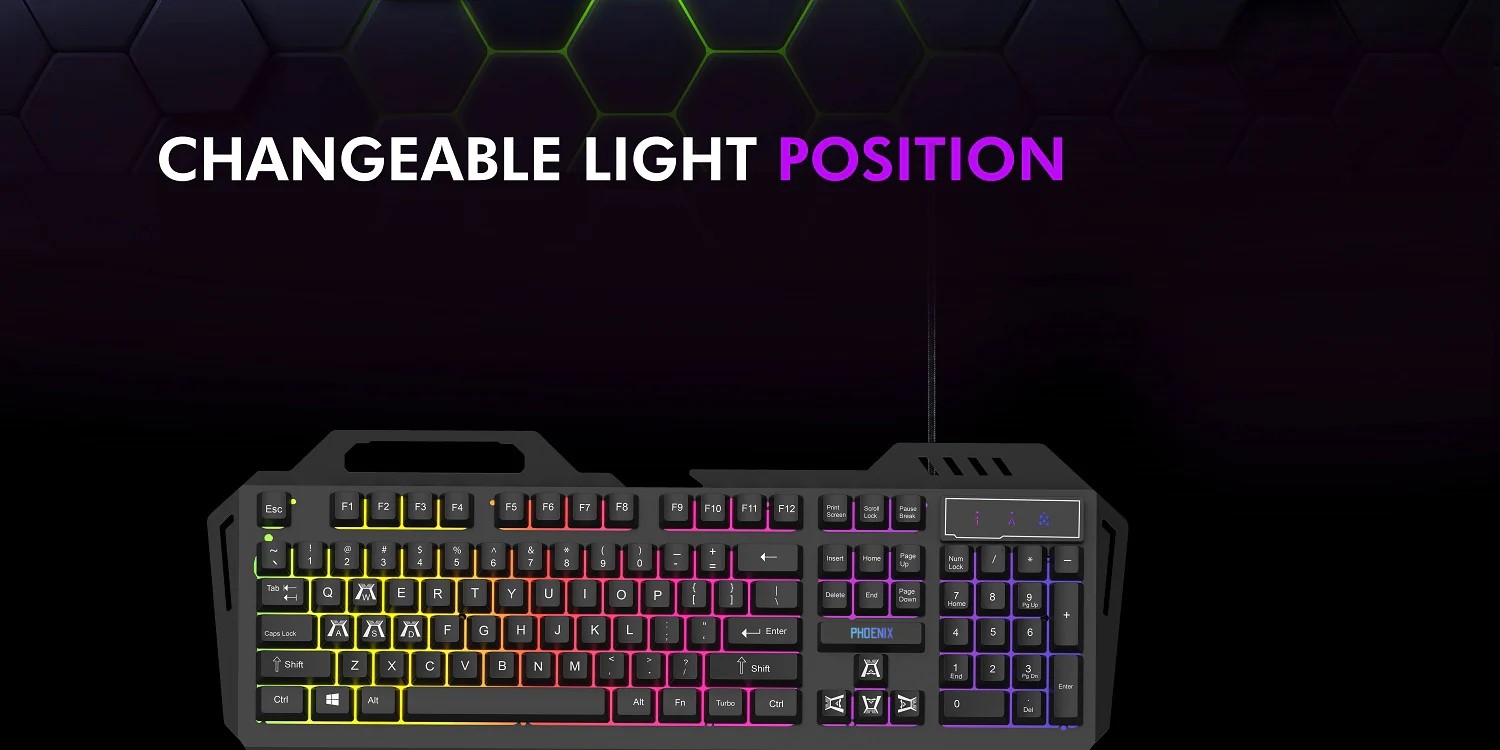 CHANGEABLE LIGHT POSITION
Esc F1 F2 F3 F4 F5 F6 F7 F8 F9 F10 F11 F12 Print Screen Scroll Lock Pause Break
~ ` ! 1 @ 2 # 3 $ 4 % 5 ^ 6 & 7 * 8 ( 9 ) 0 — - + = ← Insert Home Page Up Num Lock / * —
Tab Q W E R T Y U I O P { [ } ] | \ Delete End Page Down 7 Home 8 9 Pg Up +
Caps Lock A S D F G H J K L : ; " ' Enter PHOENIX 4 5 6
Shift Z X C V B N M < , > . ? / Shift 1 End 2 3 Pg Dn Enter
Ctrl Alt Alt Fn Turbo Ctrl 0 . Del